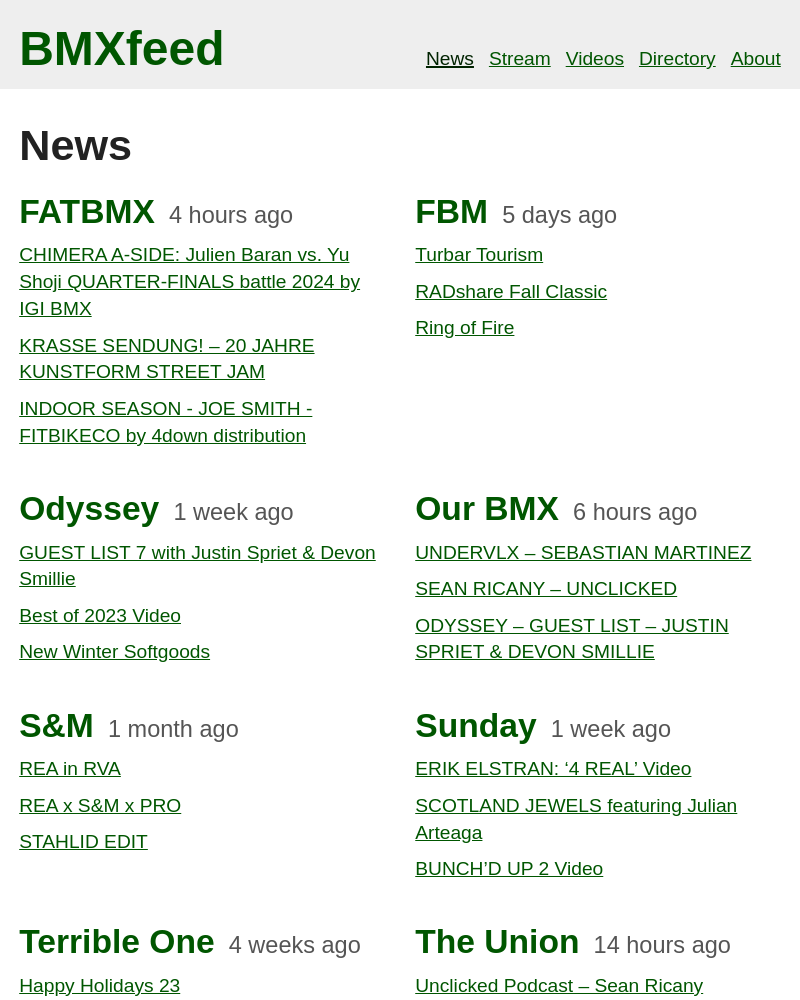 BMXfeed
News Stream Videos Directory About
News
FATBMX 4 hours ago
CHIMERA A-SIDE: Julien Baran vs. Yu
Shoji QUARTER-FINALS battle 2024 by
IGI BMX
KRASSE SENDUNG! – 20 JAHRE
KUNSTFORM STREET JAM
INDOOR SEASON - JOE SMITH -
FITBIKECO by 4down distribution
FBM 5 days ago
Turbar Tourism
RADshare Fall Classic
Ring of Fire
Odyssey 1 week ago
GUEST LIST 7 with Justin Spriet & Devon
Smillie
Best of 2023 Video
New Winter Softgoods
Our BMX 6 hours ago
UNDERVLX – SEBASTIAN MARTINEZ
SEAN RICANY – UNCLICKED
ODYSSEY – GUEST LIST – JUSTIN
SPRIET & DEVON SMILLIE
S&M 1 month ago
REA in RVA
REA x S&M x PRO
STAHLID EDIT
Sunday 1 week ago
ERIK ELSTRAN: ‘4 REAL’ Video
SCOTLAND JEWELS featuring Julian
Arteaga
BUNCH’D UP 2 Video
Terrible One 4 weeks ago
Happy Holidays 23
The Union 14 hours ago
Unclicked Podcast – Sean Ricany